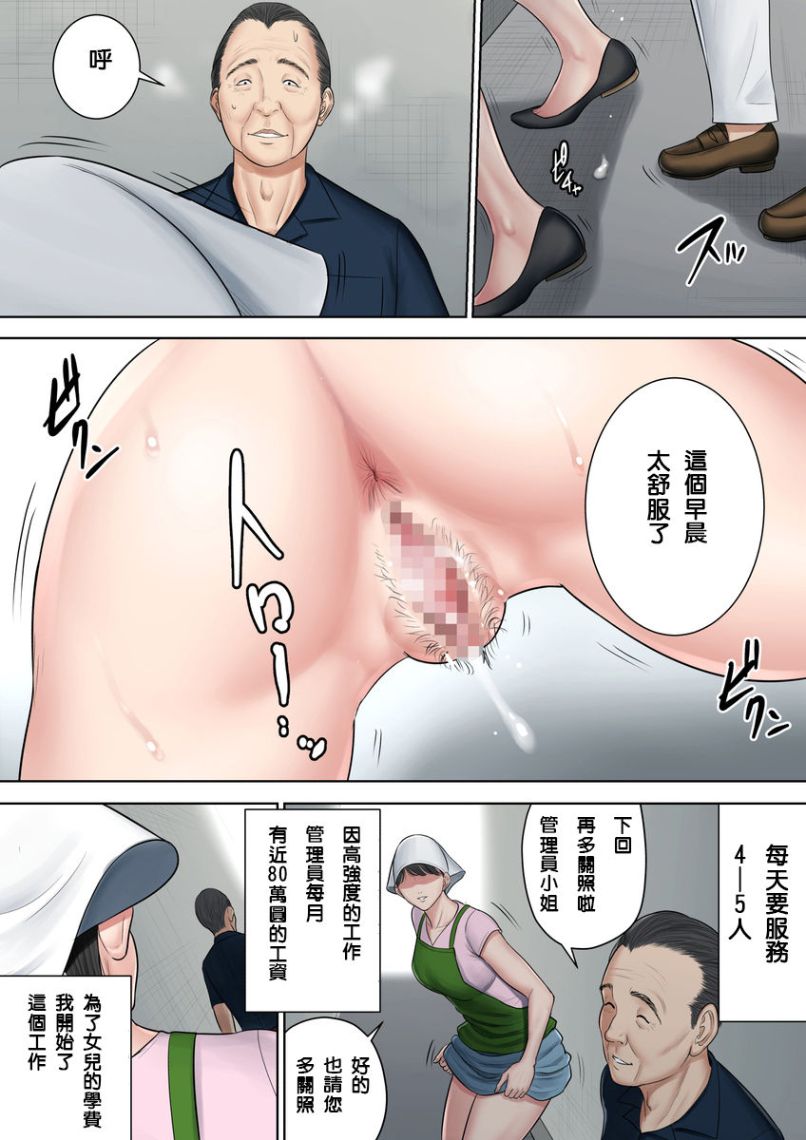 呼
ピチャ
ズッ
這個早晨
太舒服了
ビクン
トロ…ッ
ビクン
每天要服務
4—5人
下回
再多關照啦
管理員小姐
因高強度的工作
管理員每月
有近80萬圓的工資
好的
也請您
多關照
為了女兒的學費
我開始了
這個工作